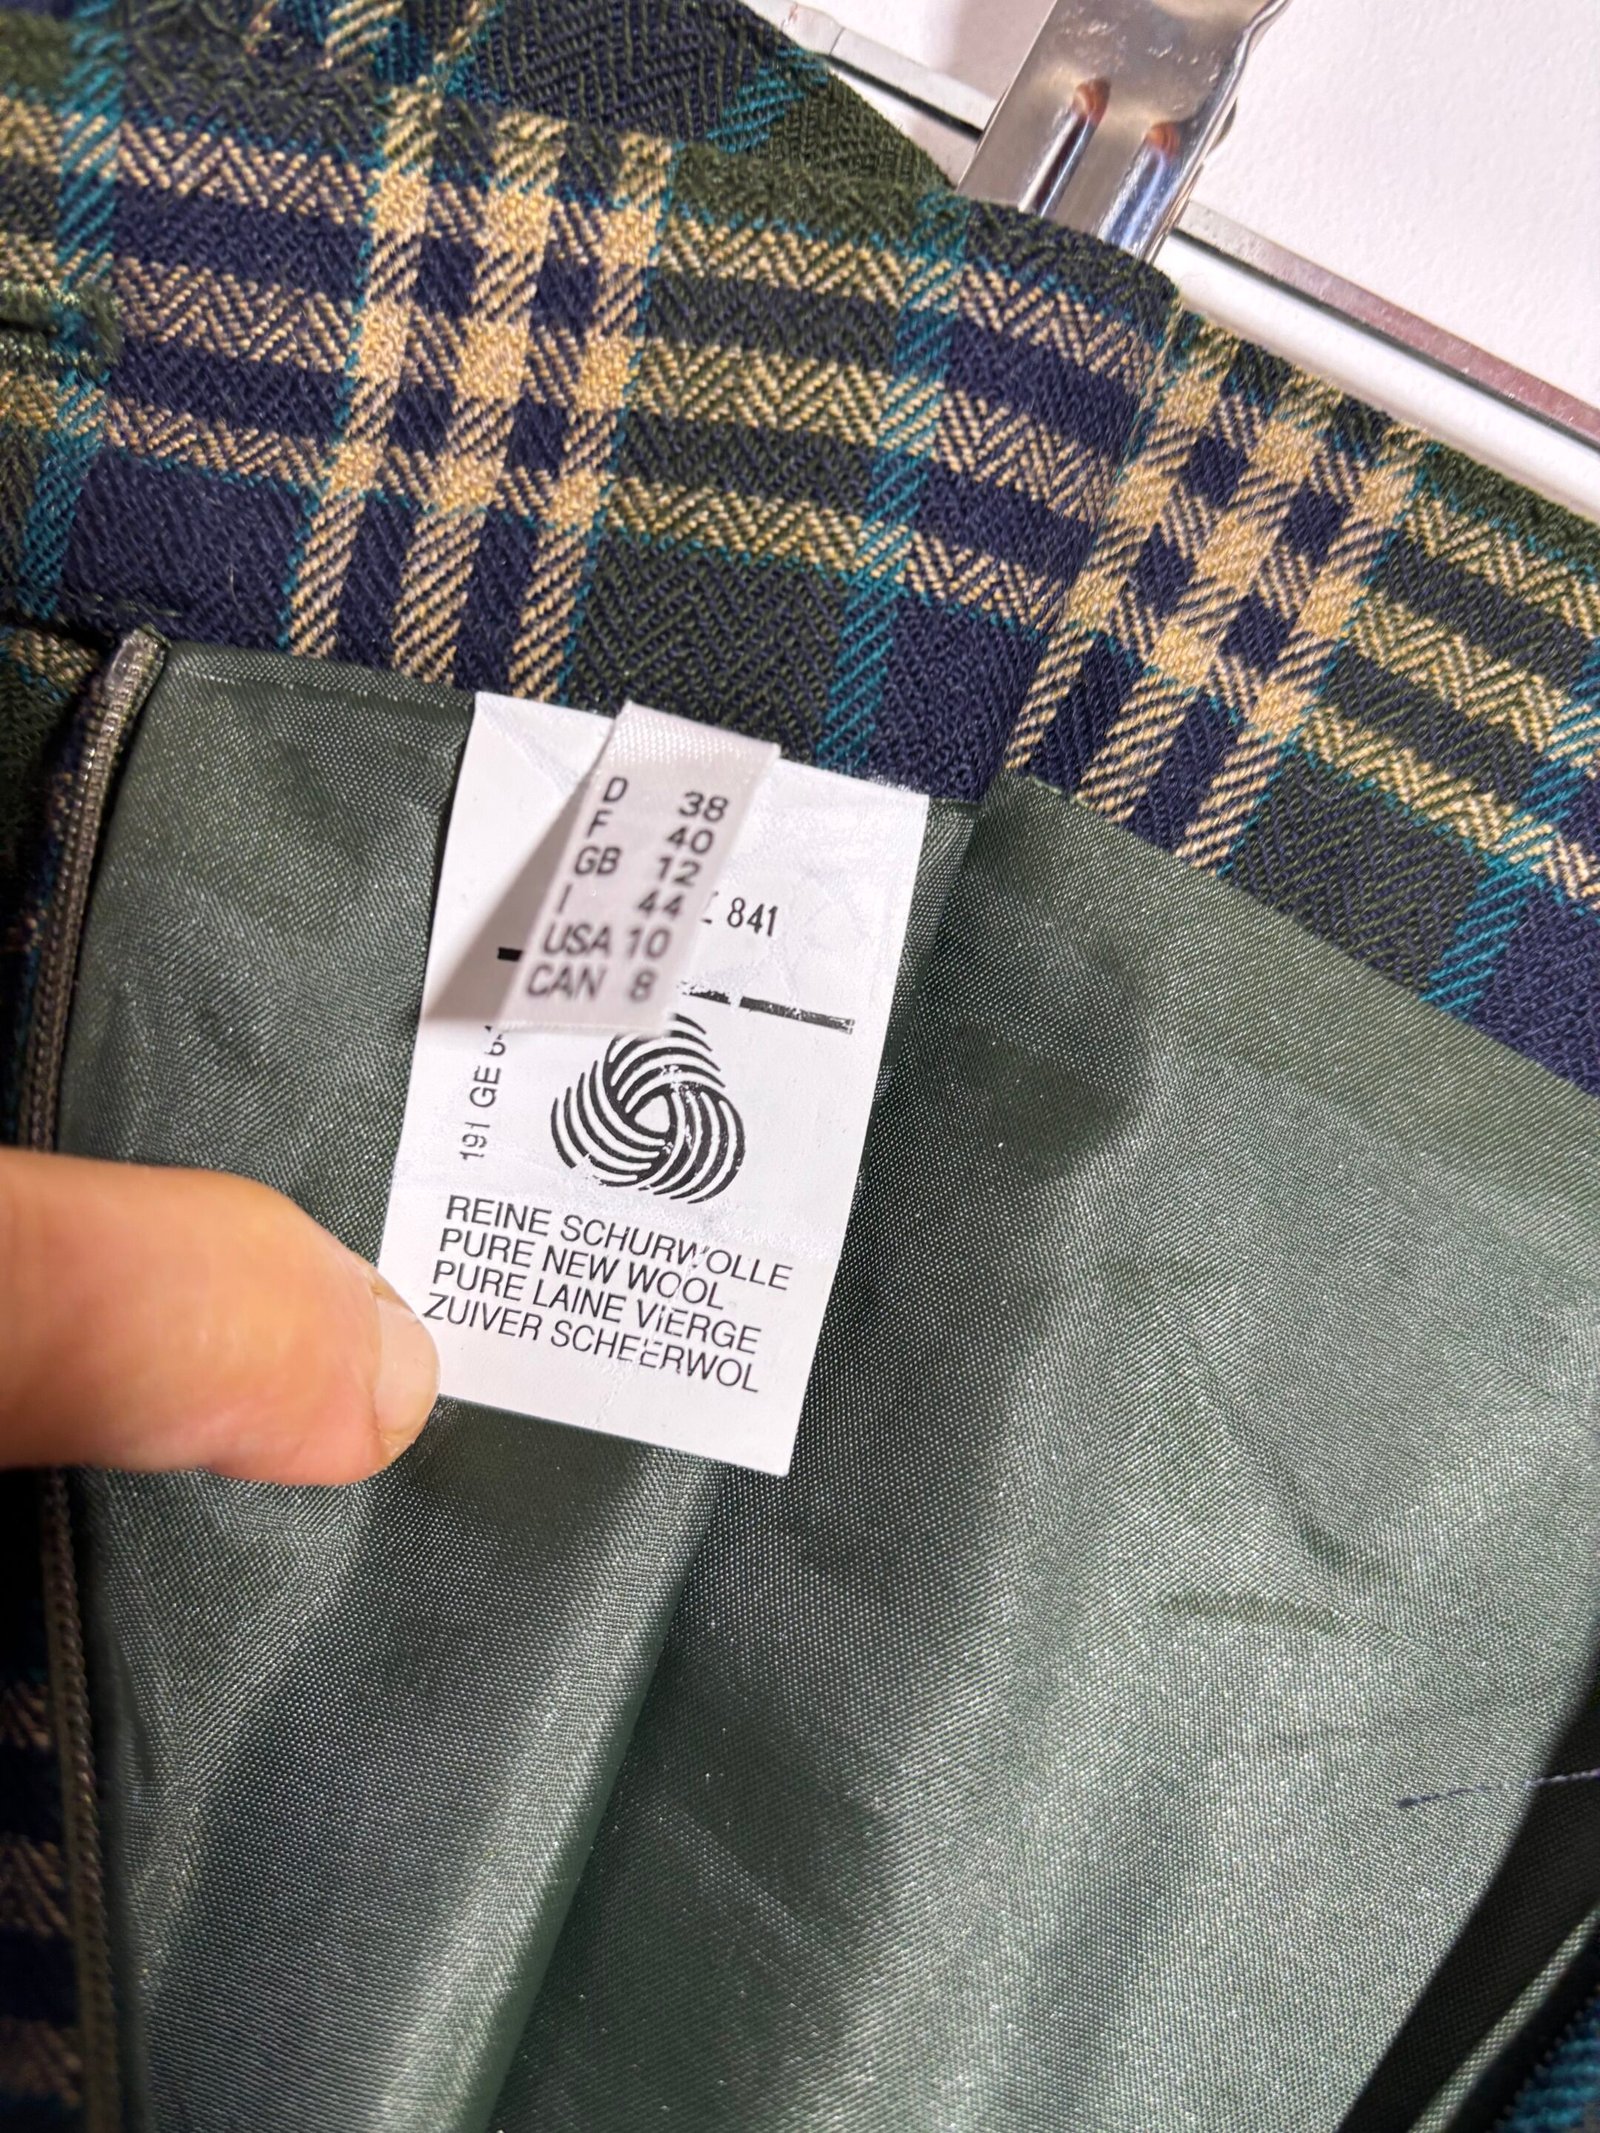 D 38
F 40
GB 12
I 44
USA 10
CAN 8
841
191 GE
REINE SCHURWOLLE
PURE NEW WOOL
PURE LAINE VIERGE
ZUIVER SCHEERWOL